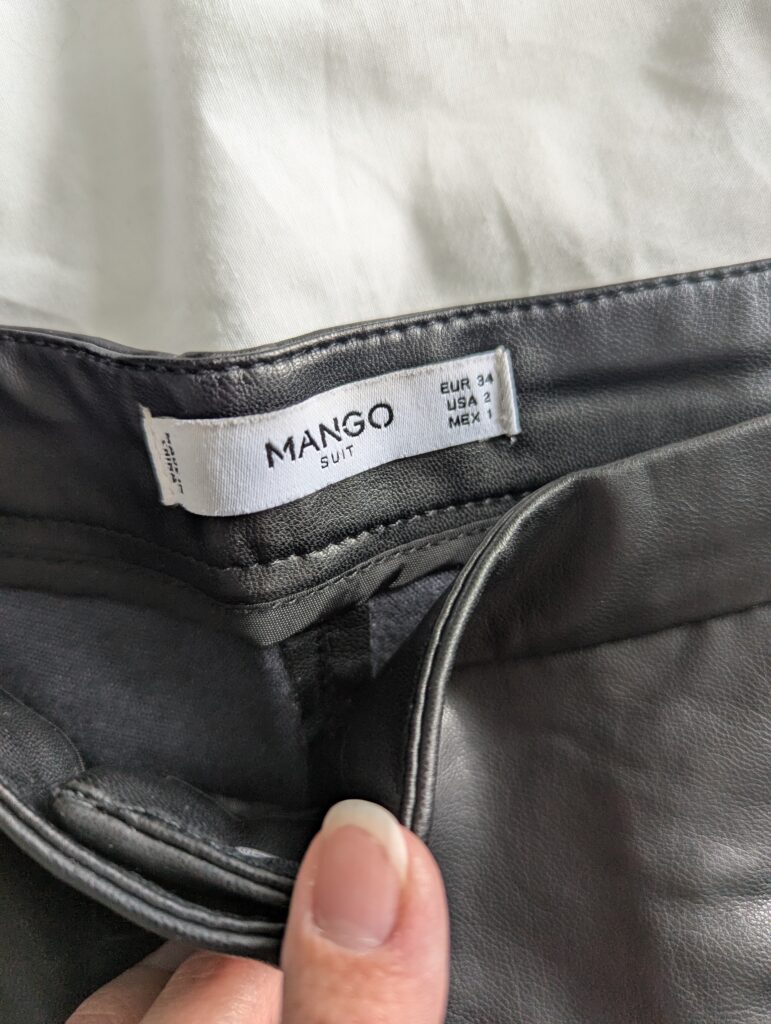 MANGO
SUIT
EUR 34
USA 2
MEX 1